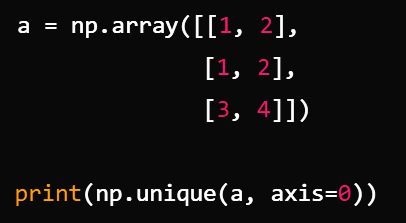 a = np.array([[1, 2],
              [1, 2],
              [3, 4]])
print(np.unique(a, axis=0))